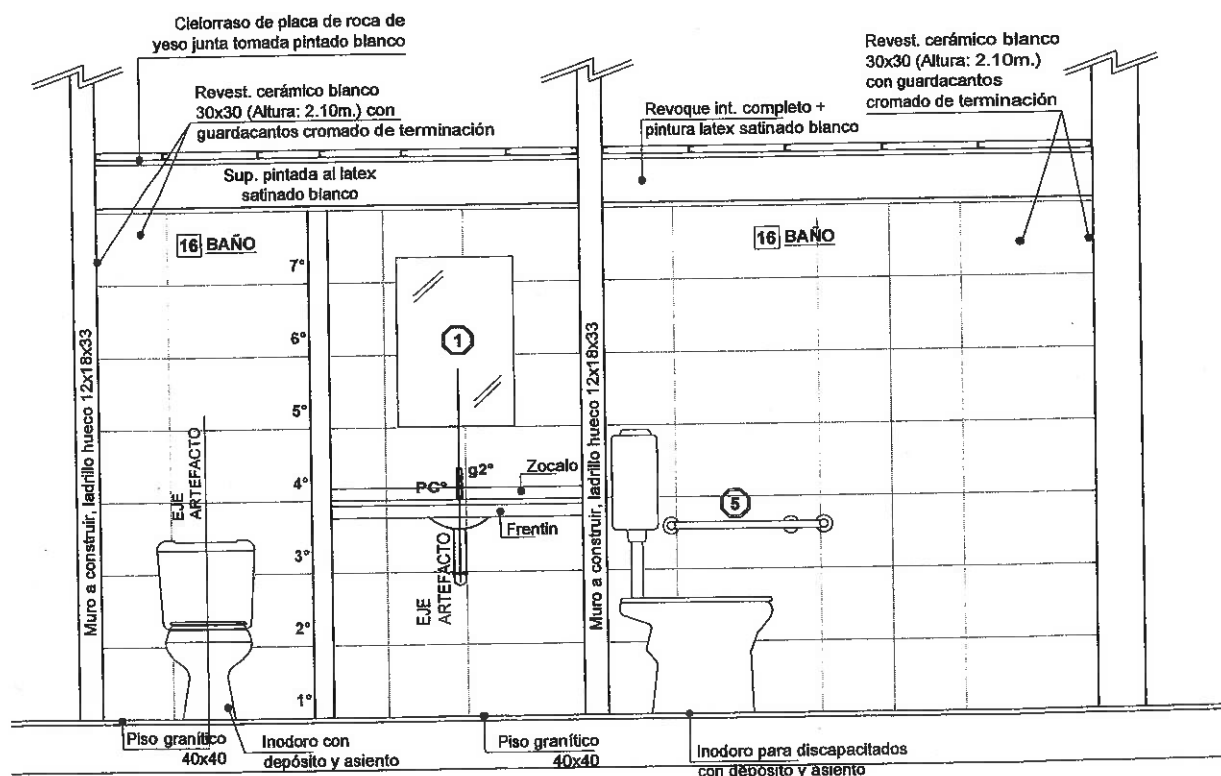 Cielorraso de placa de roca de
yeso junta tomada pintado blanco
Revest. cerámico blanco
30x30 (Altura: 2.10m.) con
guardacantos cromado de terminación
Revoque int. completo +
pintura latex satinado blanco
Revest. cerámico blanco
30x30 (Altura: 2.10m.)
con guardacantos
cromado de terminación
Sup. pintada al latex
satinado blanco
16 BAÑO
16 BAÑO
7°
6°
5°
4°
3°
2°
1°
1
5
Muro a construir, ladrillo hueco 12x18x33
Muro a construir, ladrillo hueco 12x18x33
EJE
ARTEFACTO
g2°
PC°
Zocalo
Frentin
EJE
ARTEFACTO
Piso granítico
40x40
Inodoro con
depósito y asiento
Piso granítico
40x40
Inodoro para discapacitados
con depósito y asiento